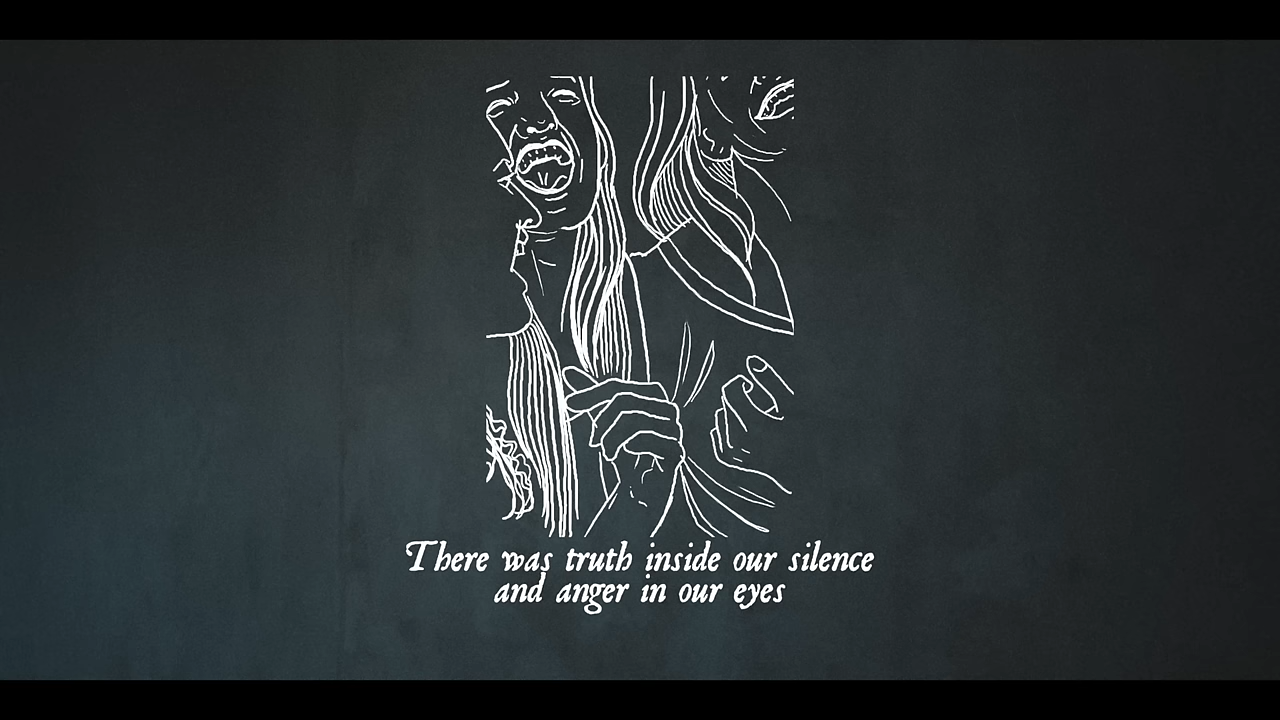 There was truth inside our silence
and anger in our eyes